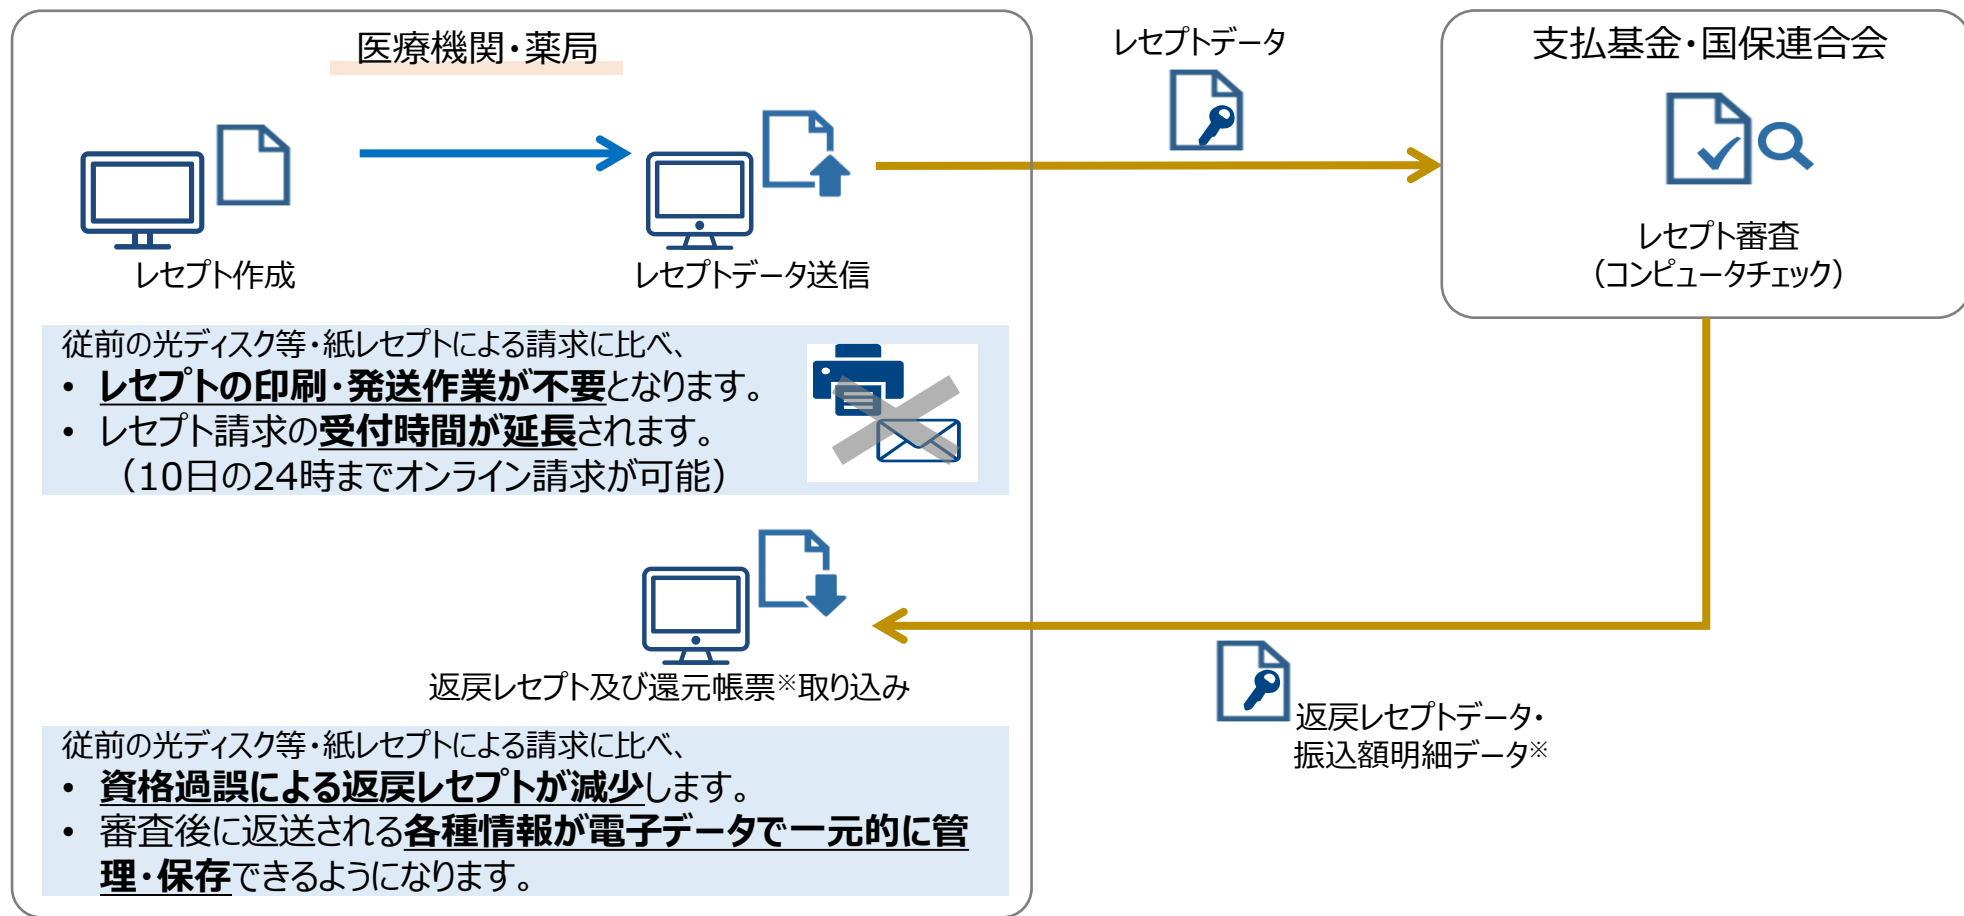 医療機関・薬局
レセプトデータ
支払基金・国保連合会
レセプト作成
レセプトデータ送信
レセプト審査
（コンピュータチェック）
従前の光ディスク等・紙レセプトによる請求に比べ、
• レセプトの印刷・発送作業が不要となります。
• レセプト請求の受付時間が延長されます。
（10日の24時までオンライン請求が可能）
返戻レセプト及び還元帳票※取り込み
返戻レセプトデータ・
振込額明細データ※
従前の光ディスク等・紙レセプトによる請求に比べ、
• 資格過誤による返戻レセプトが減少します。
• 審査後に返送される各種情報が電子データで一元的に管
理・保存できるようになります。